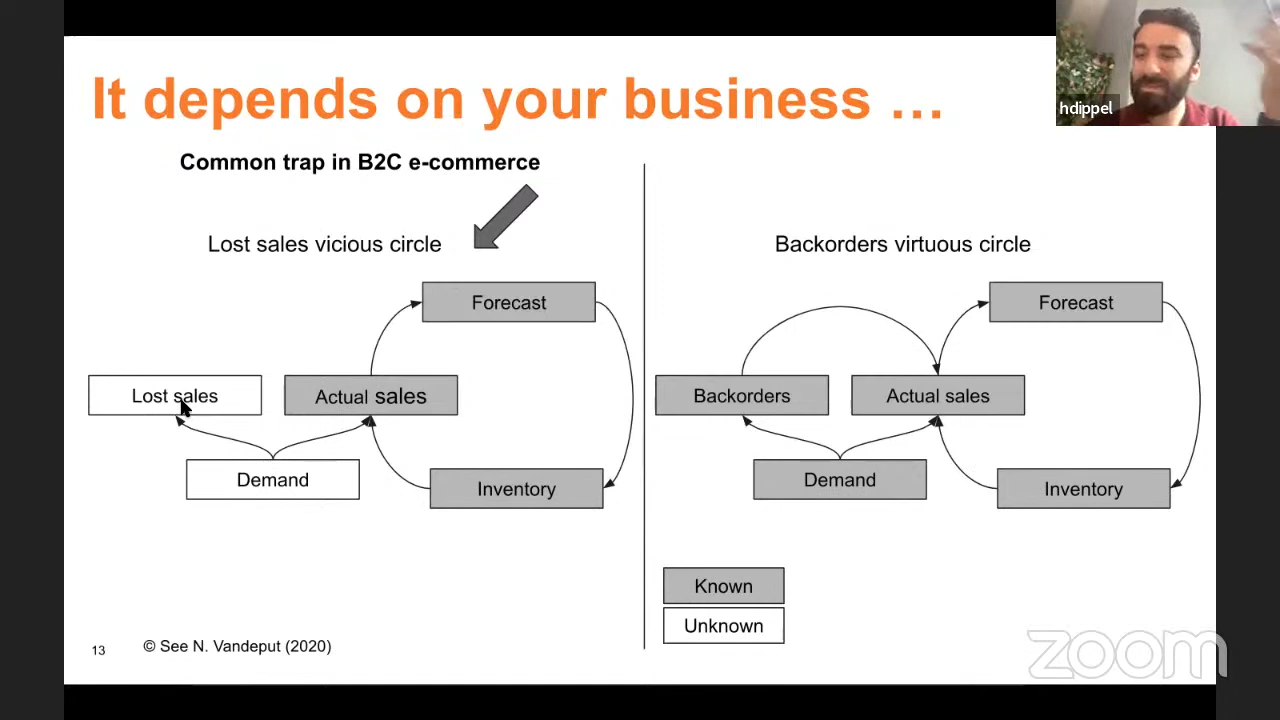 It depends on your business ...
hdippel
Common trap in B2C e-commerce
Lost sales vicious circle
Forecast
Lost sales
Actual sales
Demand
Inventory
Backorders virtuous circle
Forecast
Backorders
Actual sales
Demand
Inventory
Known
Unknown
13
© See N. Vandeput (2020)
zoom